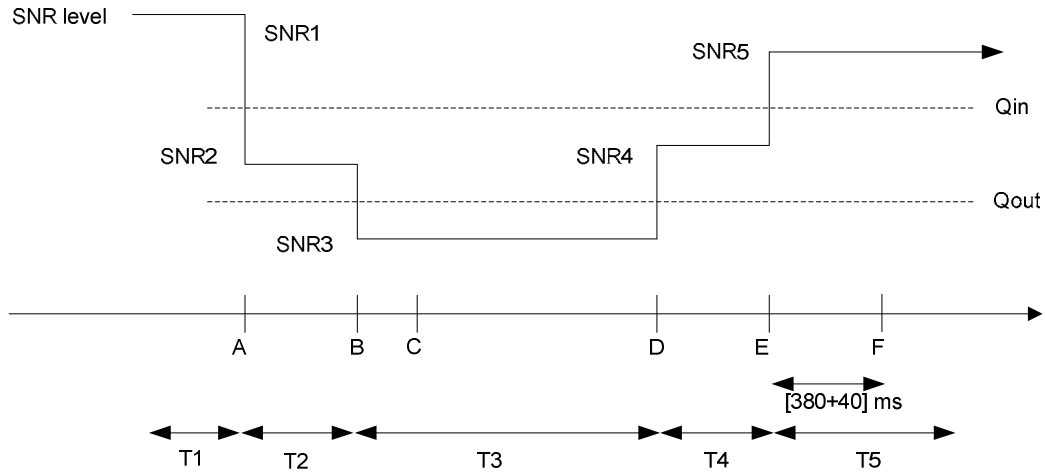 SNR level
SNR1
SNR5
Qin
SNR2
SNR4
Qout
SNR3
A
B
C
D
E
F
[380+40] ms
T1
T2
T3
T4
T5